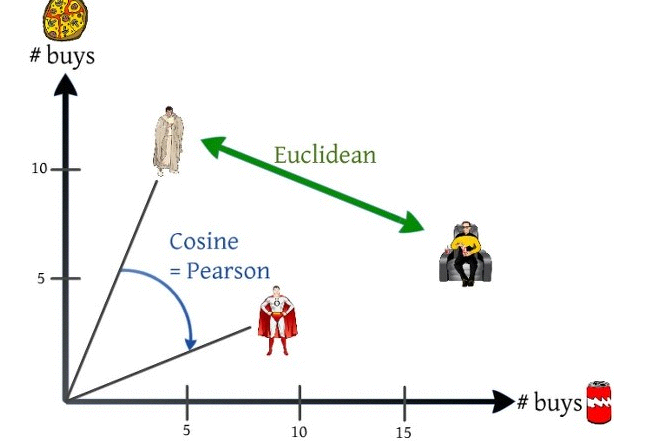 # buys
Euclidean
10
Cosine
= Pearson
5
# buys
5
10
15